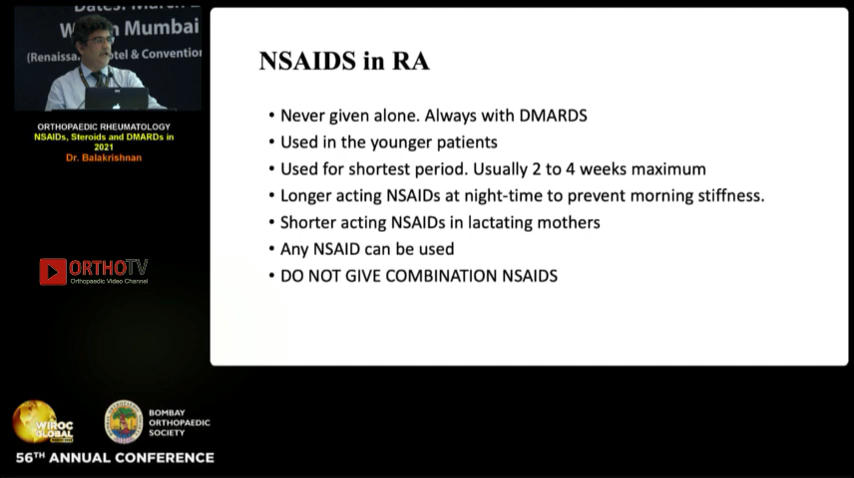 Dates: March
W    n Mumbai
(Renaissa    tel & Convention
ORTHOPAEDIC RHEUMATOLOGY
NSAIDs, Steroids and DMARDs in
2021
Dr. Balakrishnan
ORTHOTV
Orthopaedic Video Channel
NSAIDS in RA
• Never given alone. Always with DMARDS
• Used in the younger patients
• Used for shortest period. Usually 2 to 4 weeks maximum
• Longer acting NSAIDs at night-time to prevent morning stiffness.
• Shorter acting NSAIDs in lactating mothers
• Any NSAID can be used
• DO NOT GIVE COMBINATION NSAIDS
WIROC
GLOBAL
BOMBAY
ORTHOPAEDIC
SOCIETY
56TH ANNUAL CONFERENCE